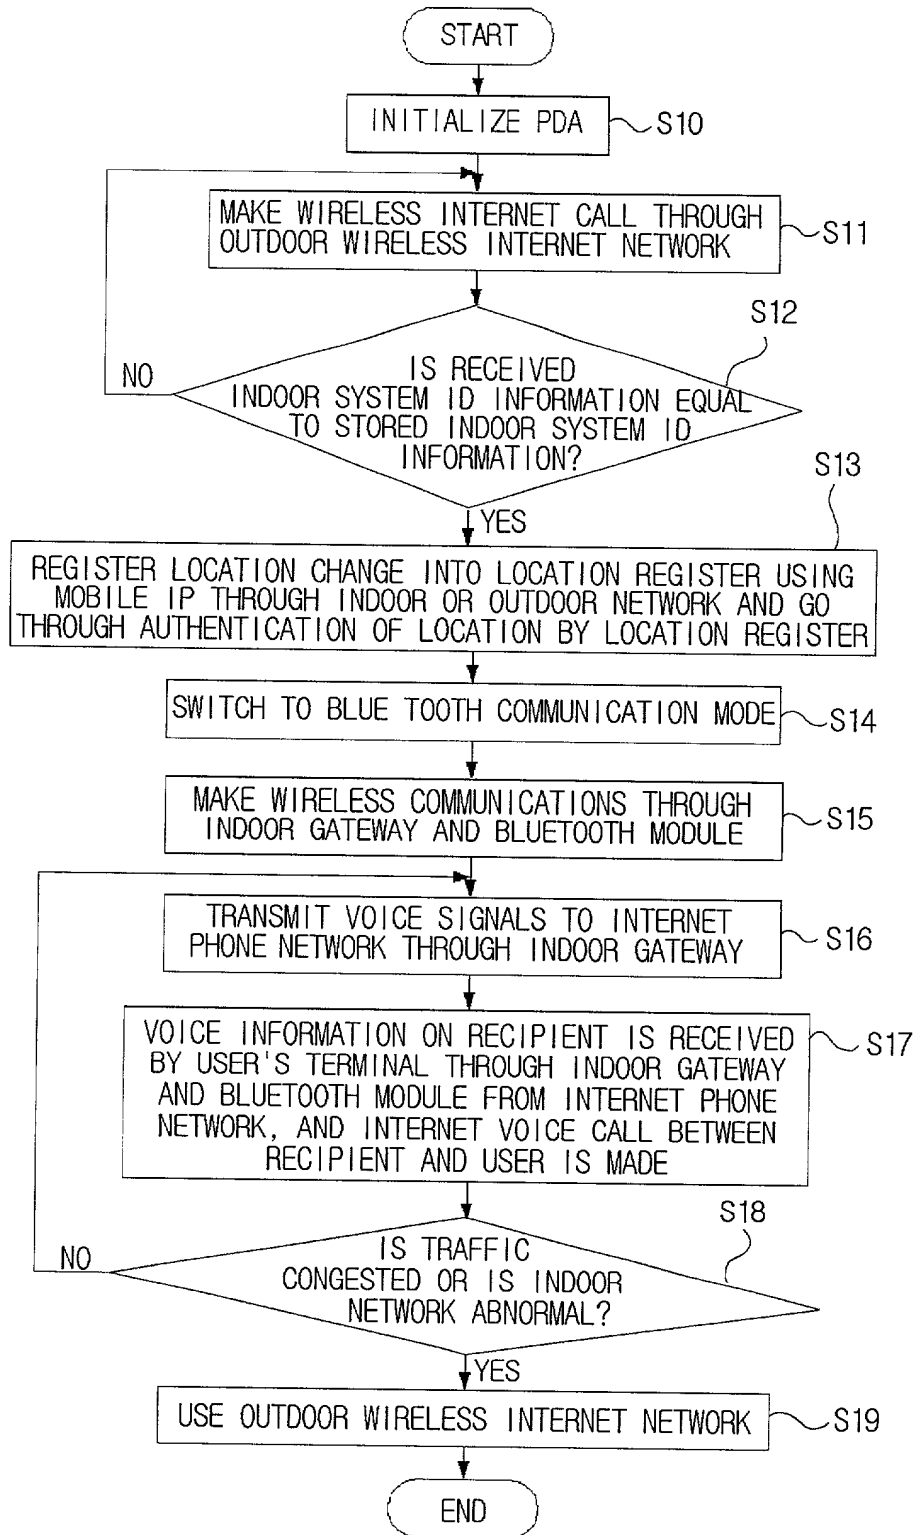 START
INITIALIZE PDA
S10
MAKE WIRELESS INTERNET CALL THROUGH
OUTDOOR WIRELESS INTERNET NETWORK
S11
S12
NO
IS RECEIVED
INDOOR SYSTEM ID INFORMATION EQUAL
TO STORED INDOOR SYSTEM ID
INFORMATION?
S13
YES
REGISTER LOCATION CHANGE INTO LOCATION REGISTER USING
MOBILE IP THROUGH INDOOR OR OUTDOOR NETWORK AND GO
THROUGH AUTHENTICATION OF LOCATION BY LOCATION REGISTER
SWITCH TO BLUE TOOTH COMMUNICATION MODE
S14
MAKE WIRELESS COMMUNICATIONS THROUGH
INDOOR GATEWAY AND BLUETOOTH MODULE
S15
TRANSMIT VOICE SIGNALS TO INTERNET
PHONE NETWORK THROUGH INDOOR GATEWAY
S16
VOICE INFORMATION ON RECIPIENT IS RECEIVED
BY USER'S TERMINAL THROUGH INDOOR GATEWAY
AND BLUETOOTH MODULE FROM INTERNET PHONE
NETWORK, AND INTERNET VOICE CALL BETWEEN
RECIPIENT AND USER IS MADE
S17
S18
NO
IS TRAFFIC
CONGESTED OR IS INDOOR
NETWORK ABNORMAL?
YES
USE OUTDOOR WIRELESS INTERNET NETWORK
S19
END